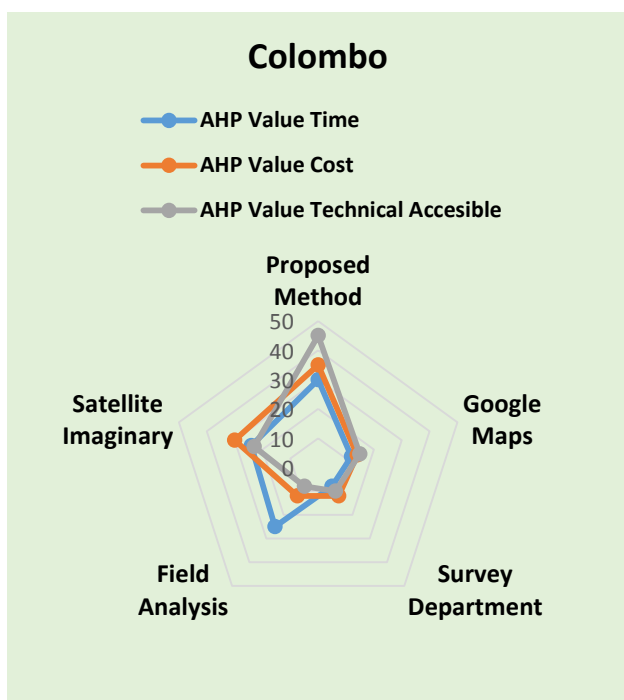 Colombo
AHP Value Time
AHP Value Cost
AHP Value Technical Accesible
Proposed
Method
50
40
30
20
10
0
Google
Maps
Survey
Department
Field
Analysis
Satellite
Imaginary